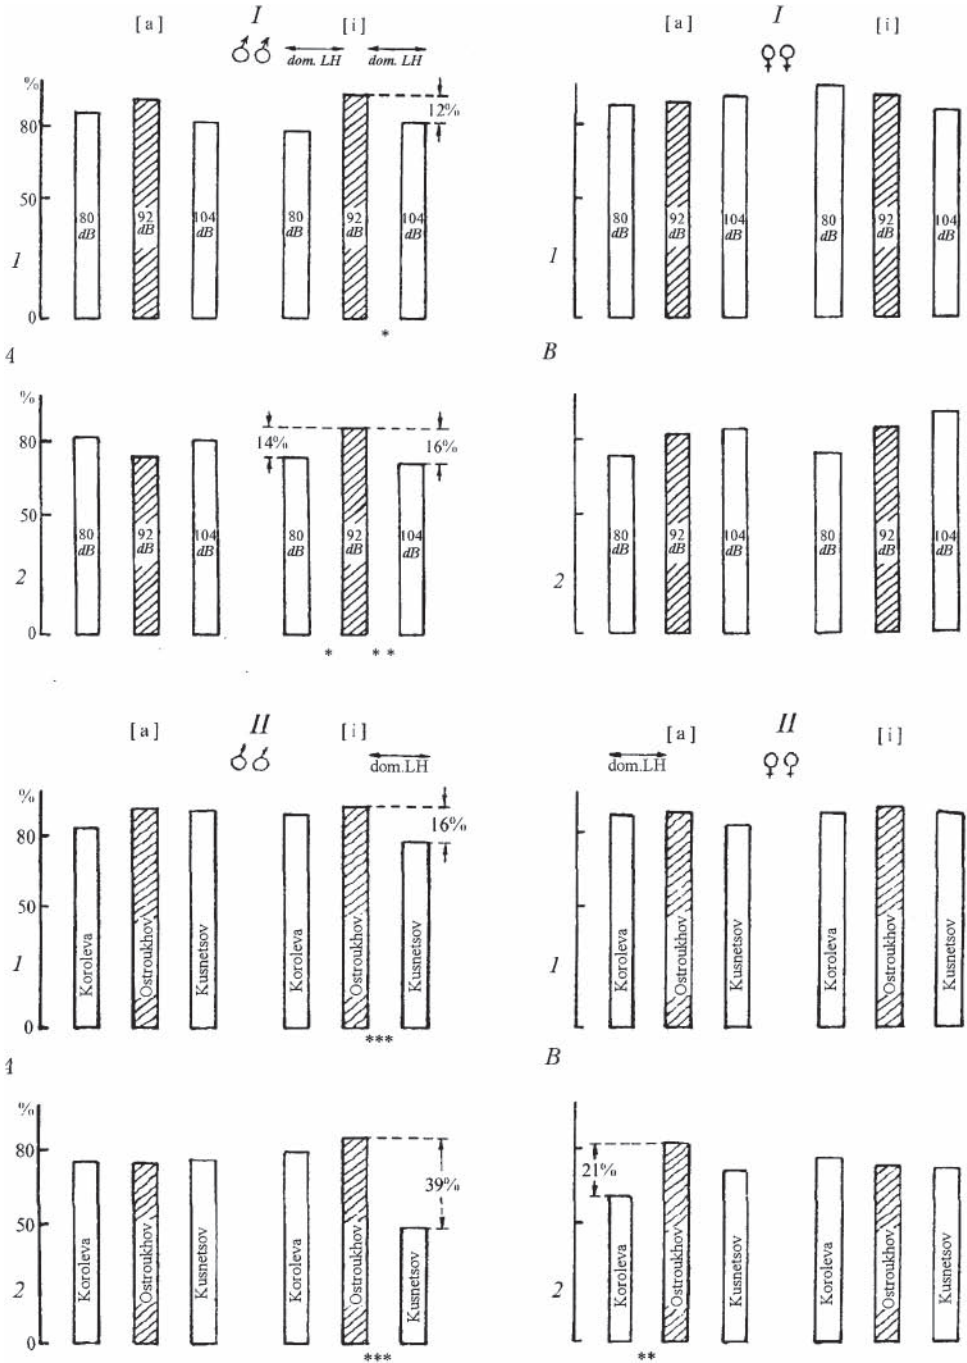 I I
[a] [i] [a] [i]
♂♂ dom. LH dom. LH ♀♀
%
12%
80
50
80 dB 92 dB 104 dB 80 dB 92 dB 104 dB
80 dB 92 dB 104 dB 80 dB 92 dB 104 dB
1 1
0
*
4 B
%
80
14% 16%
50
80 dB 92 dB 104 dB 80 dB 92 dB 104 dB
80 dB 92 dB 104 dB 80 dB 92 dB 104 dB
2 2
0
* **
II II
[a] [i] [a] [i]
♂♂ dom.LH dom.LH ♀♀
%
80
16%
50
Koroleva Ostroukhov Kusnetsov Koroleva Ostroukhov Kusnetsov
Koroleva Ostroukhov Kusnetsov Koroleva Ostroukhov Kusnetsov
1 1
0
***
B
%
80
39% 21%
50
Koroleva Ostroukhov Kusnetsov Koroleva Ostroukhov Kusnetsov
Koroleva Ostroukhov Kusnetsov Koroleva Ostroukhov Kusnetsov
2 2
0
*** **